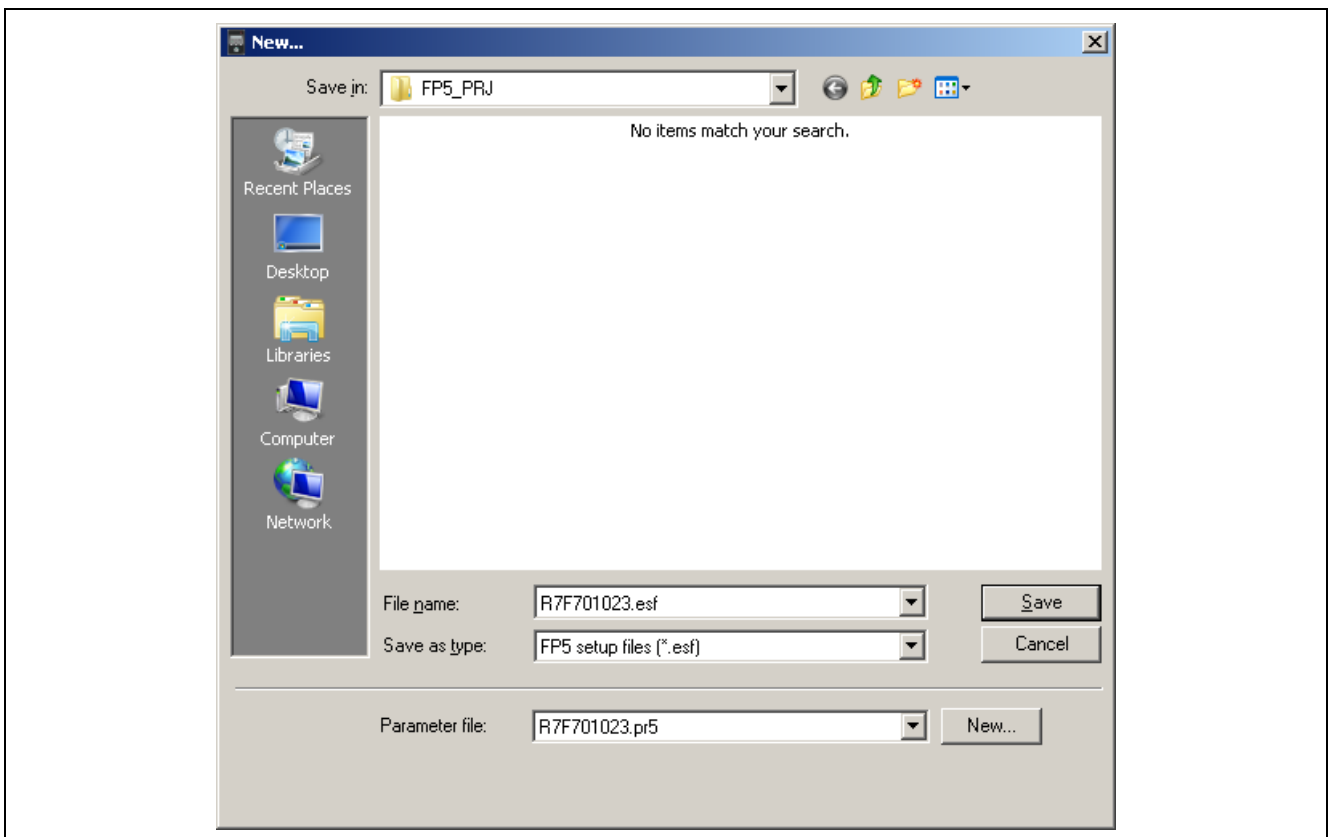 New...
Save in: FP5_PRJ
No items match your search.
Recent Places
Desktop
Libraries
Computer
Network
File name: R7F701023.esf Save
Save as type: FP5 setup files (*.esf) Cancel
Parameter file: R7F701023.pr5 New...